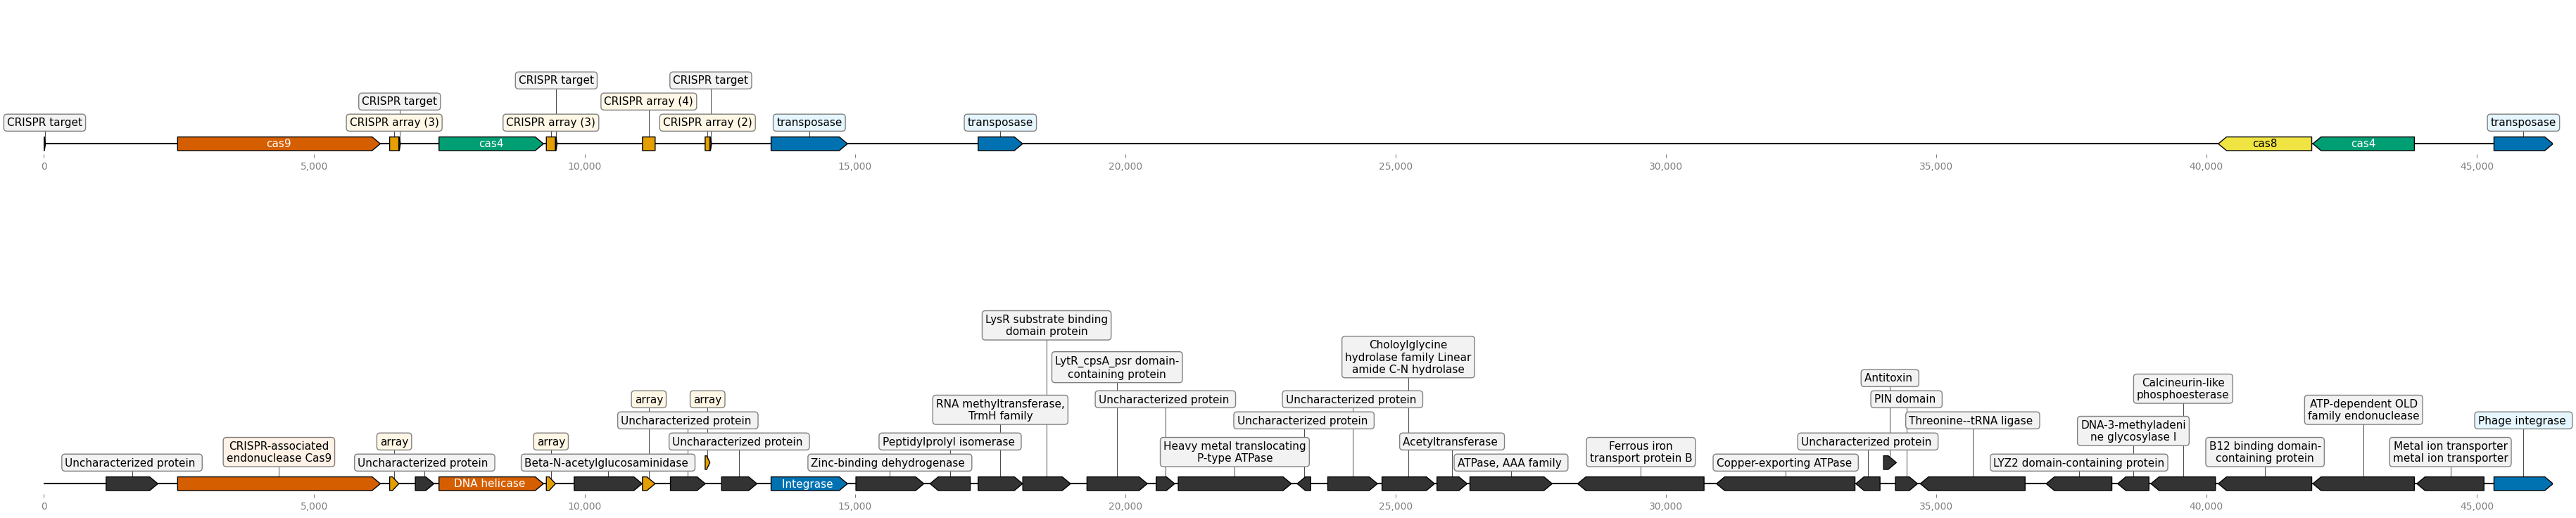 CRISPR target
CRISPR target
CRISPR target
CRISPR array (4)
CRISPR target
CRISPR array (3)
CRISPR array (3)
CRISPR array (2)
transposase
transposase
transposase
cas9
cas4
cas8
cas4
0
5,000
10,000
15,000
20,000
25,000
30,000
35,000
40,000
45,000
LysR substrate binding
domain protein
Choloylglycine
hydrolase family Linear
amide C-N hydrolase
LytR_cpsA_psr domain-
containing protein
Antitoxin
Calcineurin-like
phosphoesterase
array
array
Uncharacterized protein
Uncharacterized protein
PIN domain
RNA methyltransferase,
TrmH family
ATP-dependent OLD
family endonuclease
Uncharacterized protein
Uncharacterized protein
Threonine--tRNA ligase
DNA-3-methyladeni
ne glycosylase I
Phage integrase
CRISPR-associated
endonuclease Cas9
array
array
Uncharacterized protein
Peptidylprolyl isomerase
Heavy metal translocating
P-type ATPase
Acetyltransferase
Ferrous iron
transport protein B
Uncharacterized protein
B12 binding domain-
containing protein
Metal ion transporter
metal ion transporter
Uncharacterized protein
Uncharacterized protein
Beta-N-acetylglucosaminidase
Zinc-binding dehydrogenase
ATPase, AAA family
Copper-exporting ATPase
LYZ2 domain-containing protein
DNA helicase
Integrase
0
5,000
10,000
15,000
20,000
25,000
30,000
35,000
40,000
45,000